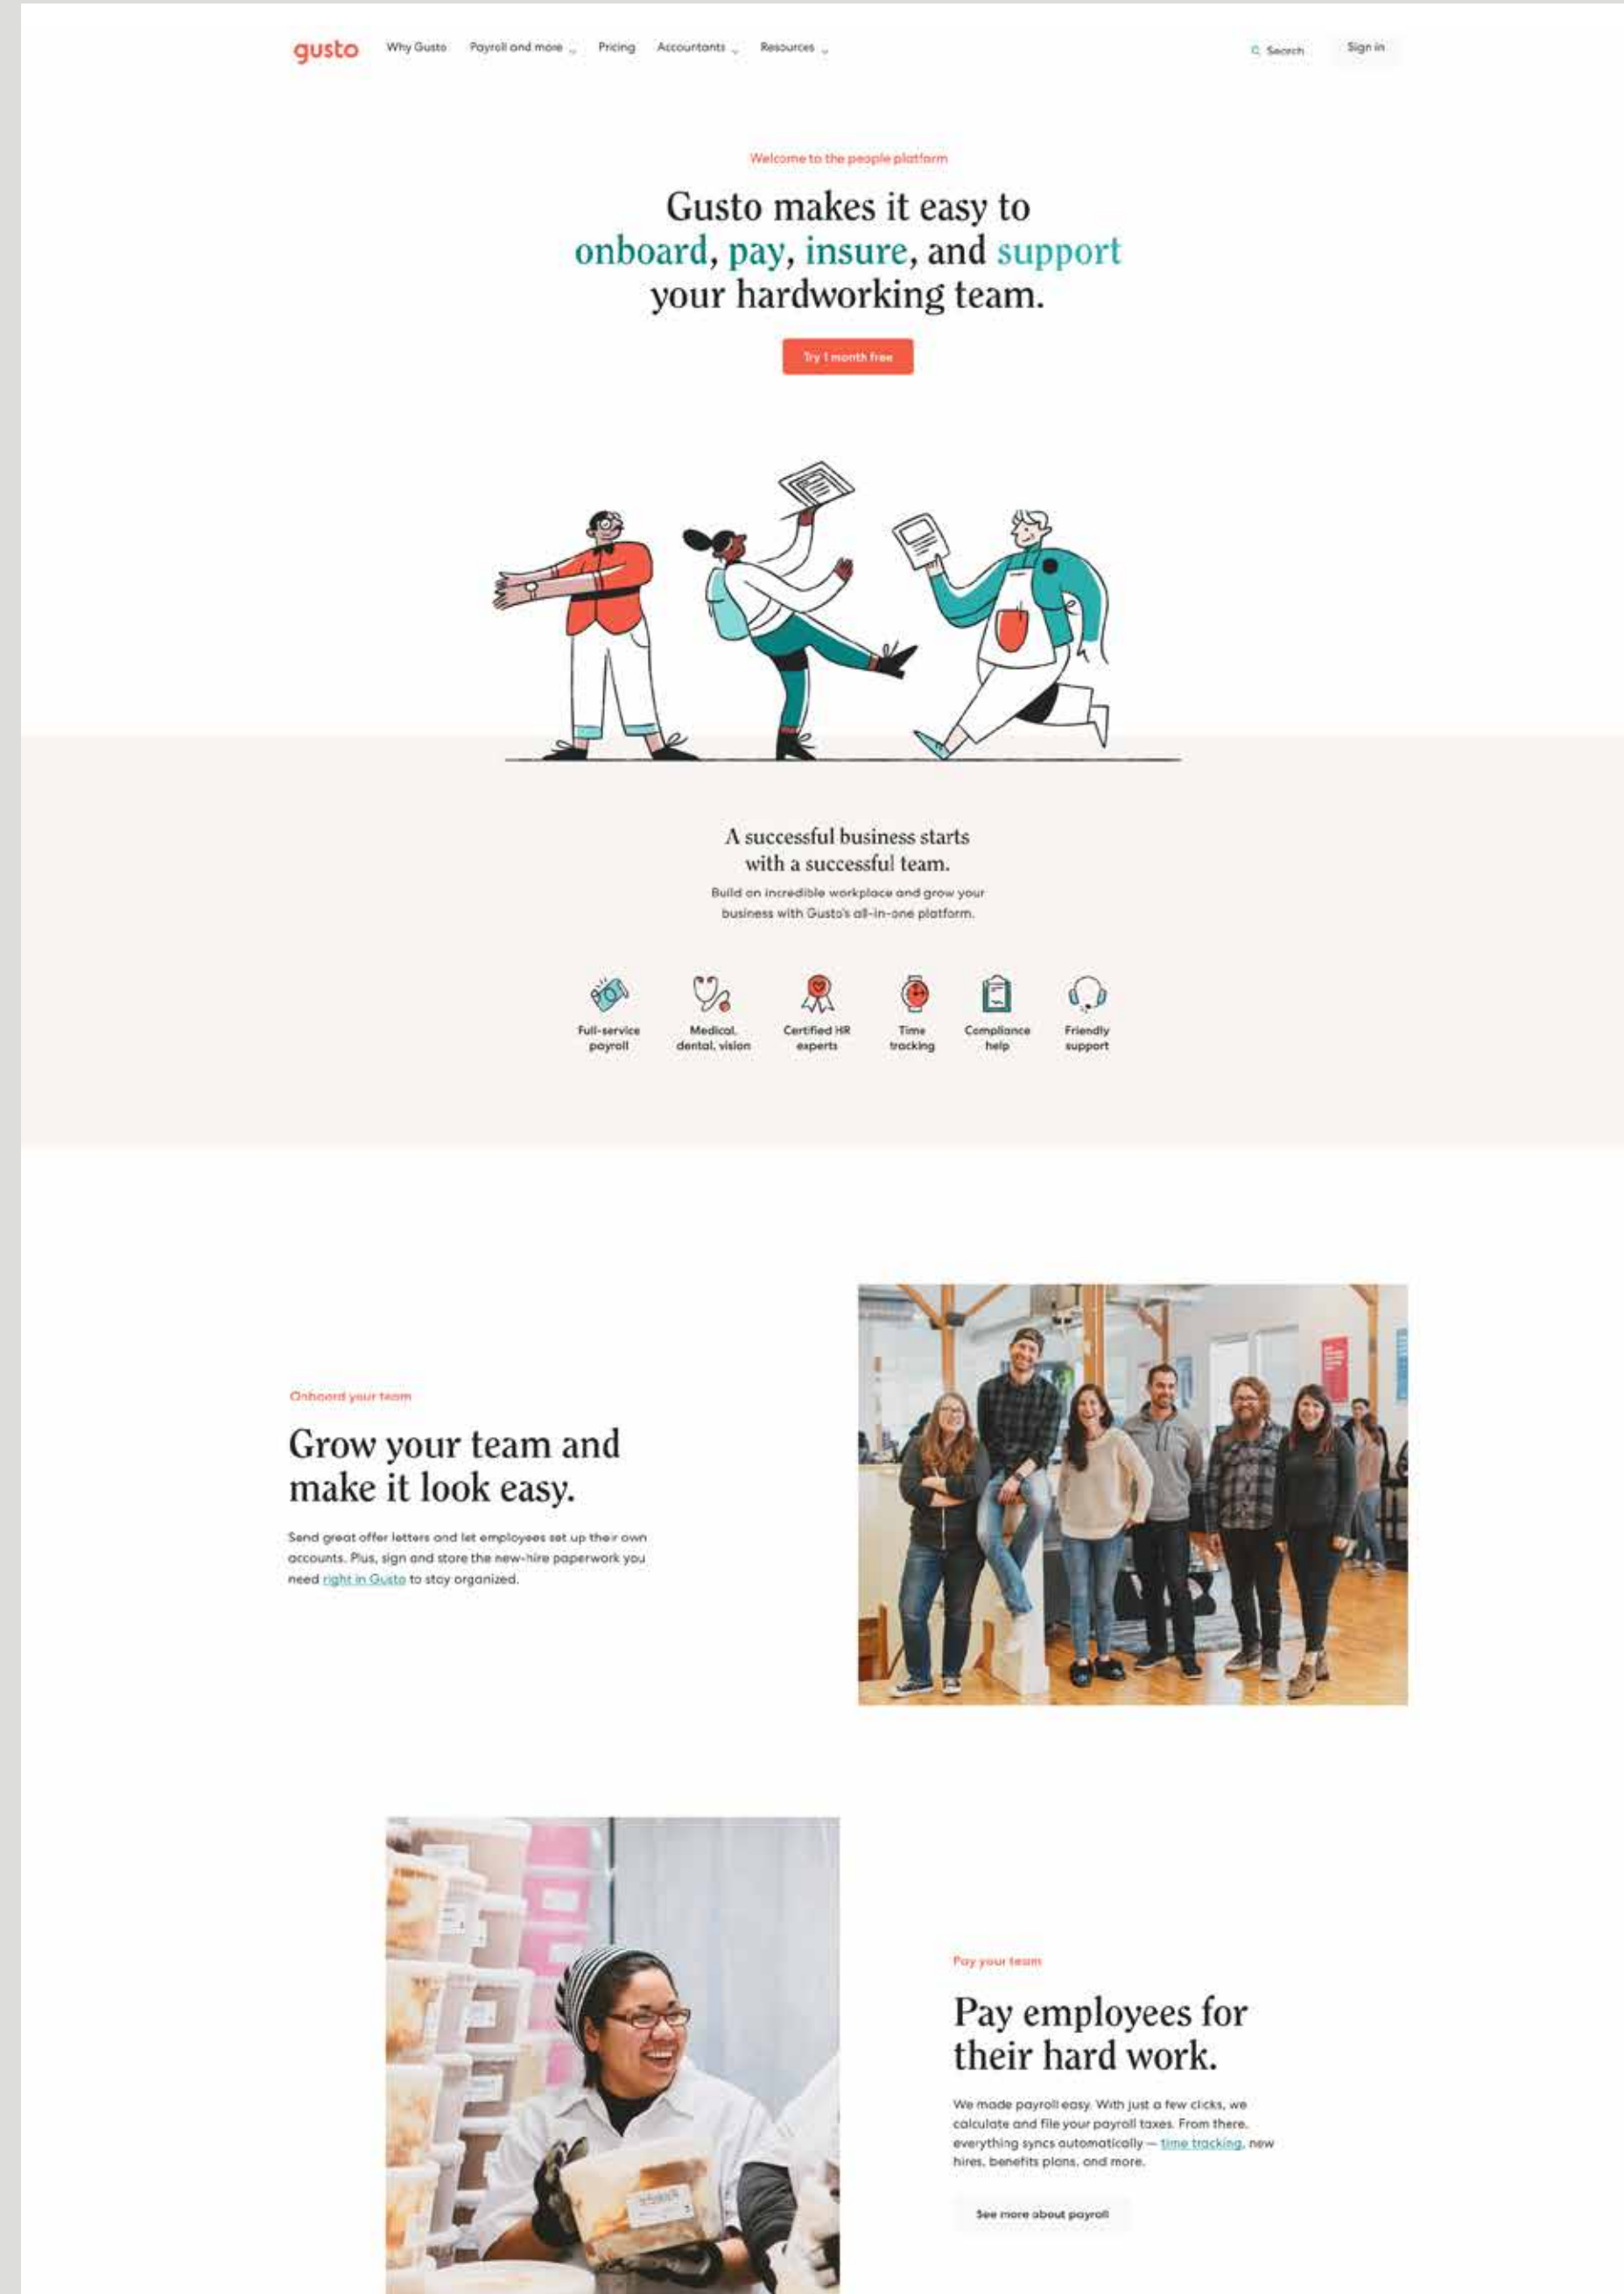 gusto
Why Gusto
Payroll and more
Pricing
Accountants
Resources
Search
Sign in
Welcome to the people platform
Gusto makes it easy to
onboard, pay, insure, and support
your hardworking team.
Try 1 month free
A successful business starts
with a successful team.
Build an incredible workplace and grow your
business with Gusto's all-in-one platform.
Full-service
payroll
Medical,
dental, vision
Certified HR
experts
Time
tracking
Compliance
help
Friendly
support
Onboard your team
Grow your team and
make it look easy.
Send great offer letters and let employees set up their own
accounts. Plus, sign and store the new-hire paperwork you
need right in Gusto to stay organized.
Pay your team
Pay employees for
their hard work.
We made payroll easy. With just a few clicks, we
calculate and file your payroll taxes. From there,
everything syncs automatically — time tracking, new
hires, benefits plans, and more.
See more about payroll